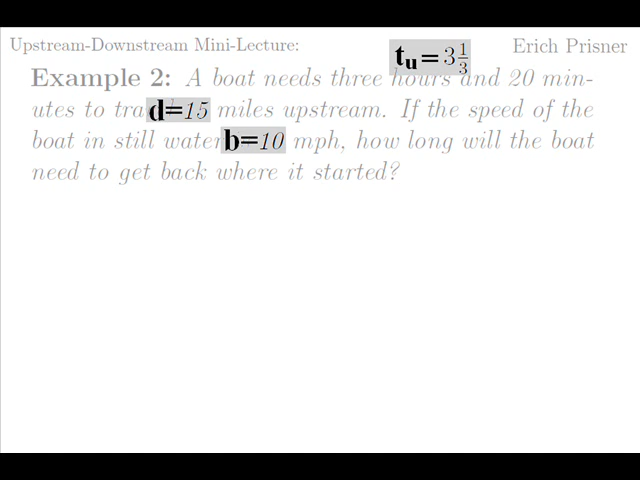 Upstream-Downstream Mini-Lecture:
Erich Prisner
tu = 3 1/3
Example 2: A boat needs three hours and 20 min-
utes to d=15 miles upstream. If the speed of the
boat in still water b=10 mph, how long will the boat
need to get back where it started?